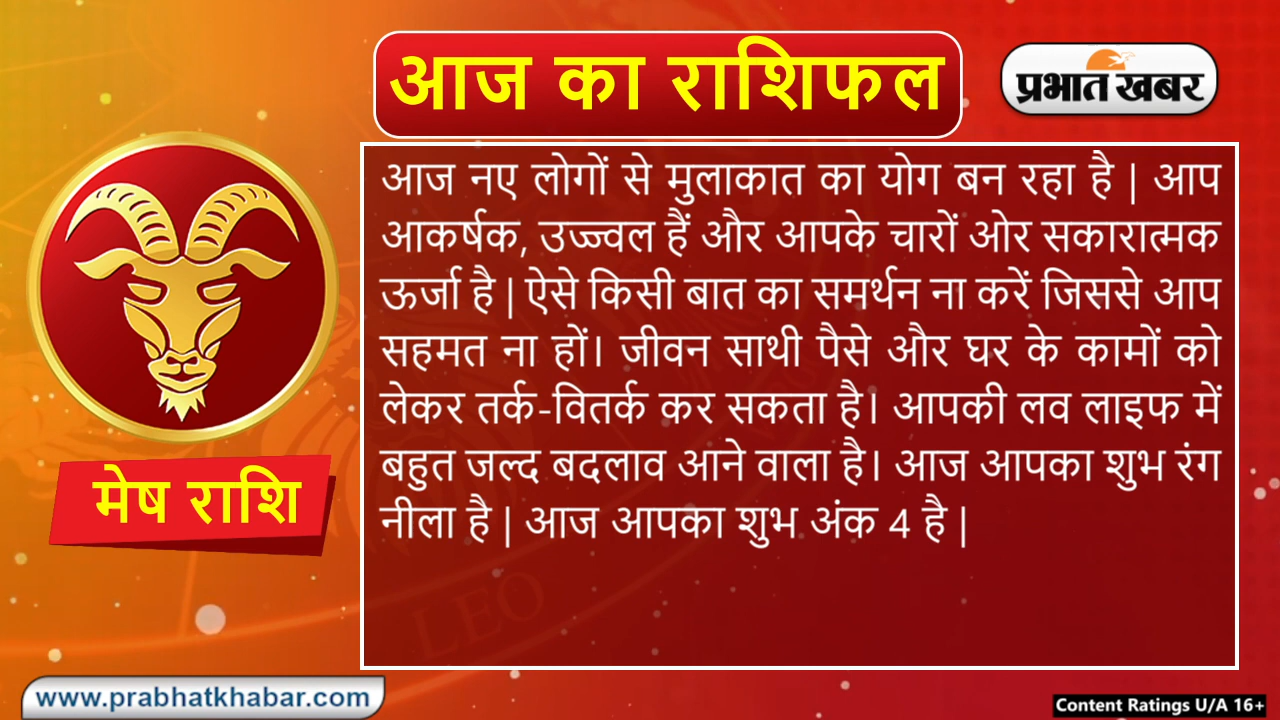 आज का राशिफल
प्रभात खबर
आज नए लोगों से मुलाकात का योग बन रहा है | आप
आकर्षक, उज्ज्वल हैं और आपके चारों ओर सकारात्मक
ऊर्जा है | ऐसे किसी बात का समर्थन ना करें जिससे आप
सहमत ना हों। जीवन साथी पैसे और घर के कामों को
लेकर तर्क-वितर्क कर सकता है। आपकी लव लाइफ में
बहुत जल्द बदलाव आने वाला है। आज आपका शुभ रंग
नीला है | आज आपका शुभ अंक 4 है |
मेष राशि
LEO
www.prabhatkhabar.com
Content Ratings U/A 16+